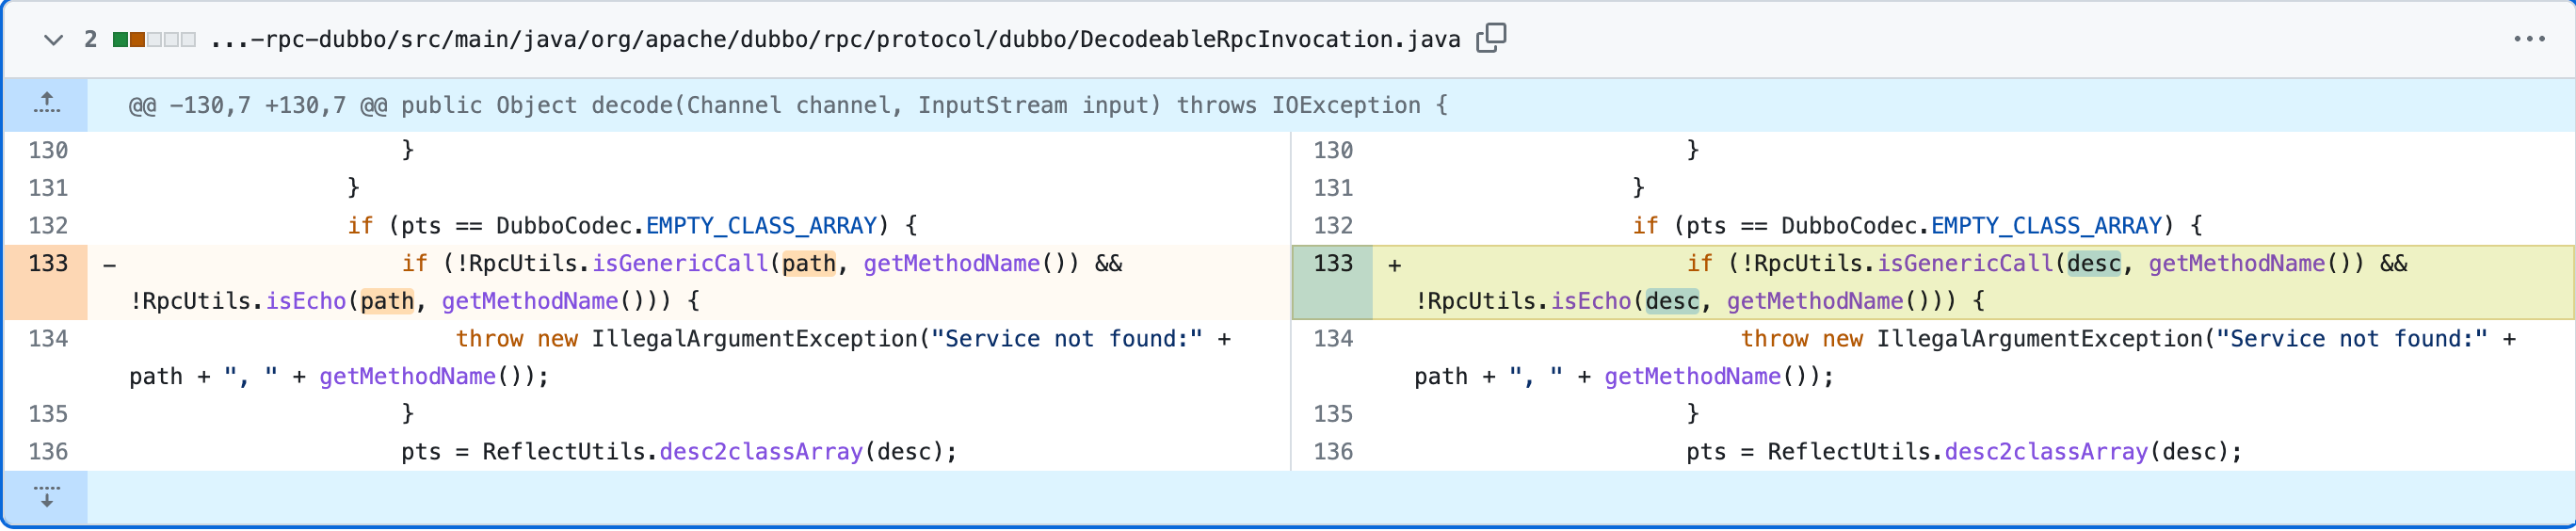 2 ...-rpc-dubbo/src/main/java/org/apache/dubbo/rpc/protocol/dubbo/DecodeableRpcInvocation.java
@@ -130,7 +130,7 @@ public Object decode(Channel channel, InputStream input) throws IOException {
130 }
131 }
132 if (pts == DubboCodec.EMPTY_CLASS_ARRAY) {
133 - if (!RpcUtils.isGenericCall(path, getMethodName()) &&
!RpcUtils.isEcho(path, getMethodName())) {
134 throw new IllegalArgumentException("Service not found:" +
path + ", " + getMethodName());
135 }
136 pts = ReflectUtils.desc2classArray(desc);
130 }
131 }
132 if (pts == DubboCodec.EMPTY_CLASS_ARRAY) {
133 + if (!RpcUtils.isGenericCall(desc, getMethodName()) &&
!RpcUtils.isEcho(desc, getMethodName())) {
134 throw new IllegalArgumentException("Service not found:" +
path + ", " + getMethodName());
135 }
136 pts = ReflectUtils.desc2classArray(desc);